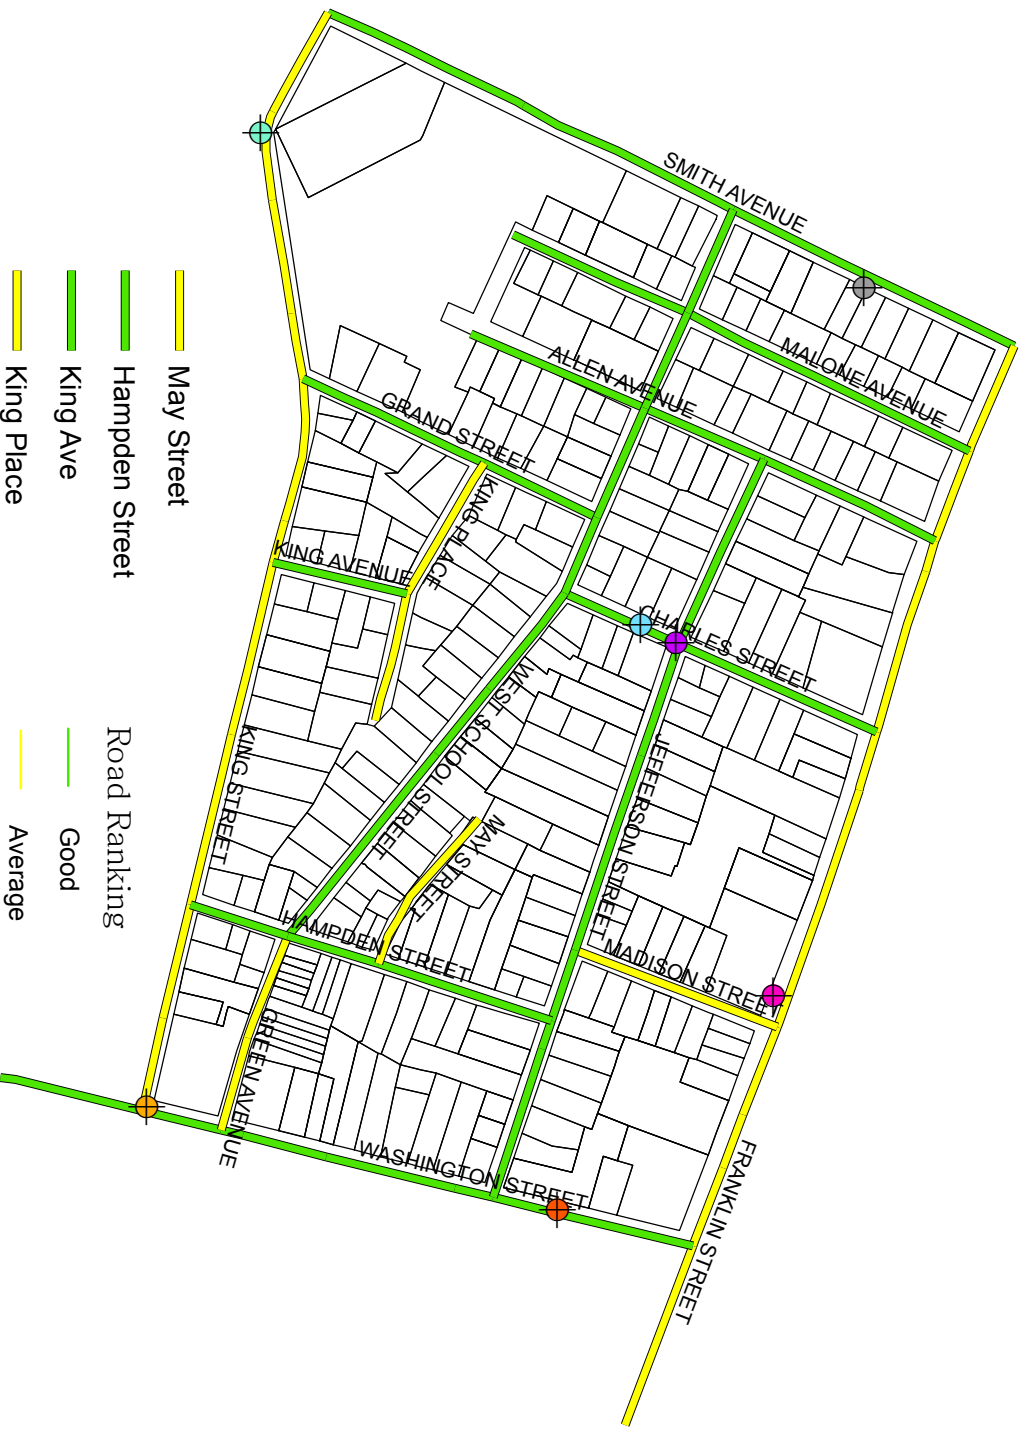 SMITH AVENUE
MALONE AVENUE
ALLEN AVENUE
GRAND STREET
KING PLACE
KING AVENUE
CHARLES STREET
WEST SCHOOL STREET
JEFFERSON STREET
KING STREET
MAY STREET
HAMPDEN STREET
MADISON STREET
GREEN AVENUE
WASHINGTON STREET
FRANKLIN STREET
May Street
Hampden Street
King Ave
King Place
Road Ranking
Good
Average